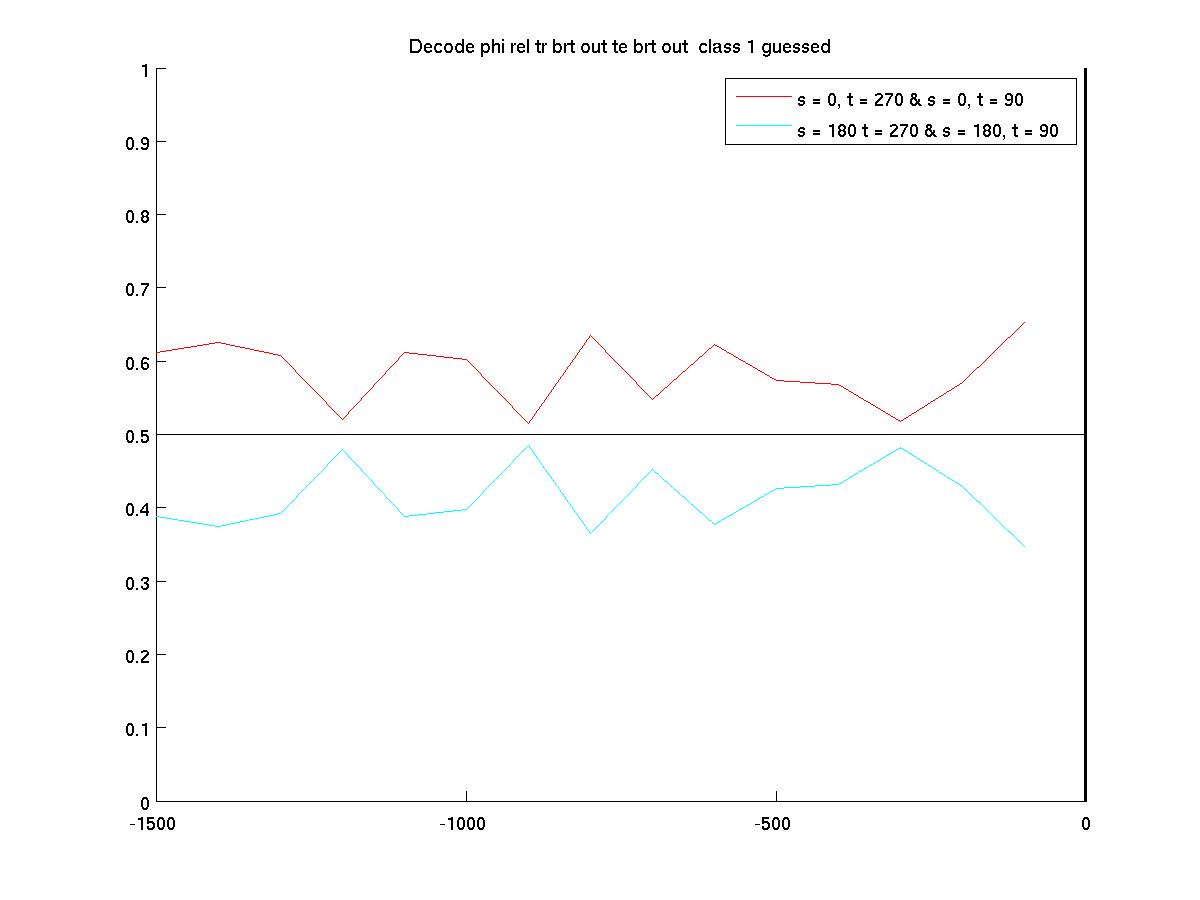 Decode phi rel tr brt out te brt out  class 1 guessed
s = 0, t = 270 & s = 0, t = 90
s = 180 t = 270 & s = 180, t = 90
1
0.9
0.8
0.7
0.6
0.5
0.4
0.3
0.2
0.1
0
-1500 -1000 -500 0